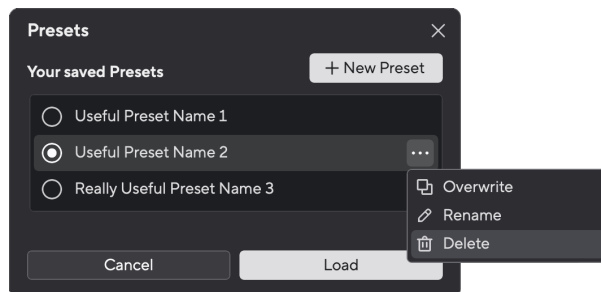 Presets
Your saved Presets
+ New Preset
Useful Preset Name 1
Useful Preset Name 2
Really Useful Preset Name 3
Overwrite
Rename
Delete
Cancel
Load